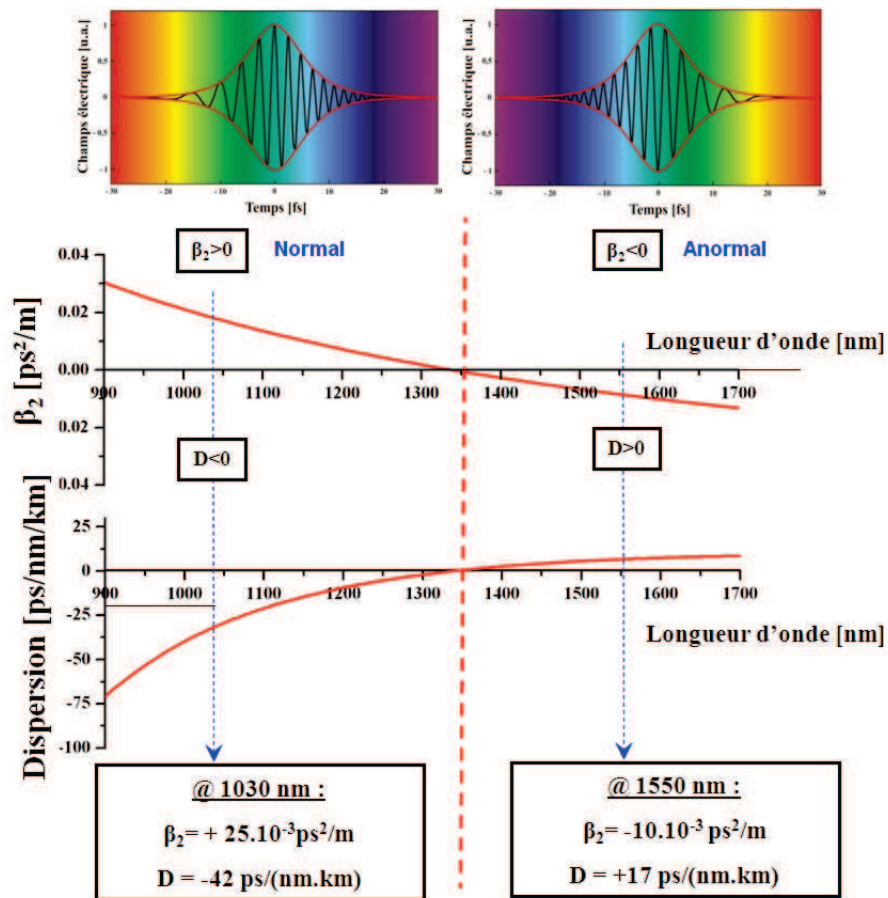 Champs électrique [u.a.]
1
0,5
0
- 0,5
- 1
- 30
- 20
- 10
0
10
20
30
Temps [fs]
Champs électrique [u.a.]
1
0,5
0
- 0,5
- 1
- 30
- 20
- 10
0
10
20
30
Temps [fs]
β₂>0
Normal
β₂<0
Anormal
β₂ [ps²/m]
0.04
0.02
0.00
0.02
0.04
900
1000
1100
1200
1300
1400
1500
1600
1700
Longueur d'onde [nm]
D<0
D>0
Dispersion [ps/nm/km]
25
0
-25
-50
-75
-100
900
1000
1100
1200
1300
1400
1500
1600
1700
Longueur d'onde [nm]
@ 1030 nm :
β₂= + 25.10⁻³ps²/m
D = -42 ps/(nm.km)
@ 1550 nm :
β₂= -10.10⁻³ ps²/m
D = +17 ps/(nm.km)